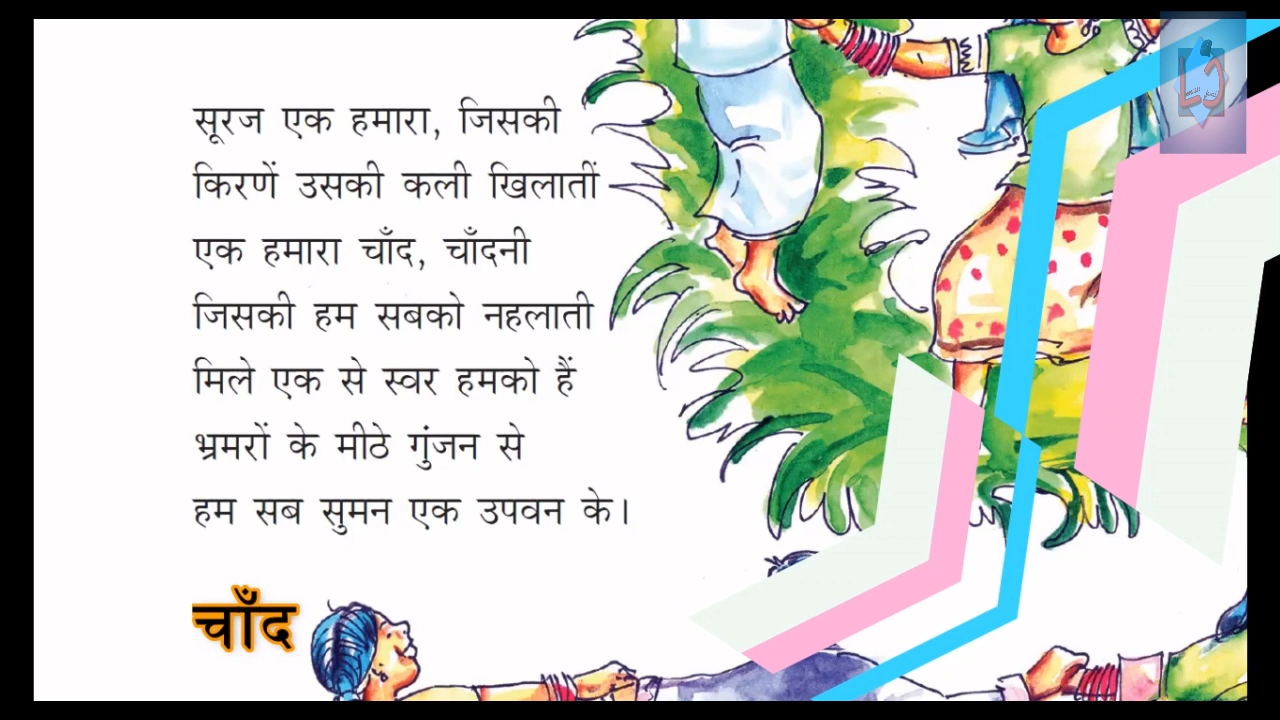 सूरज एक हमारा, जिसकी
किरणें उसकी कली खिलातीं
एक हमारा चाँद, चाँदनी
जिसकी हम सबको नहलाती
मिले एक से स्वर हमको हैं
भ्रमरों के मीठे गुंजन से
हम सब सुमन एक उपवन के।
चाँद